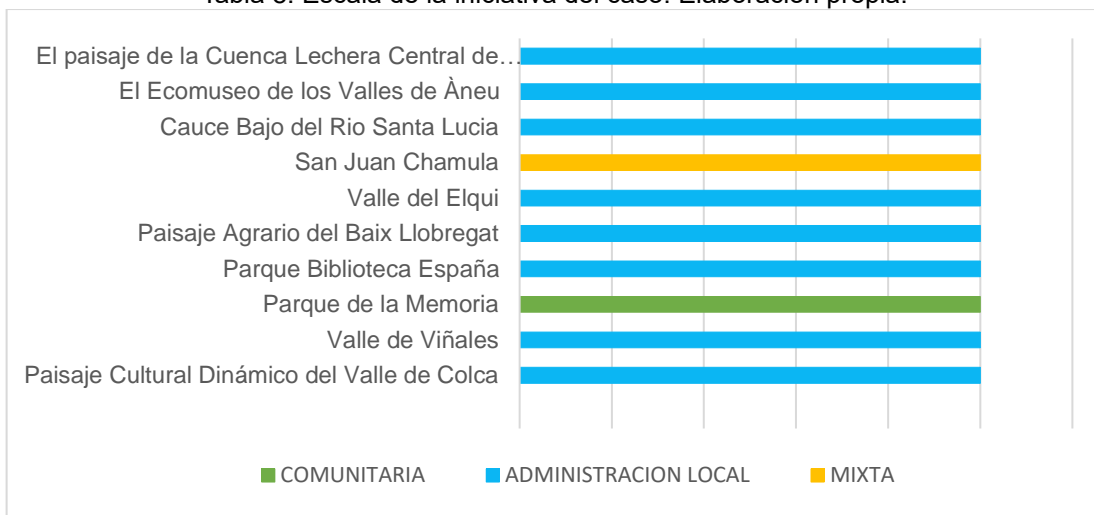 El paisaje de la Cuenca Lechera Central de…
El Ecomuseo de los Valles de Àneu
Cauce Bajo del Rio Santa Lucia
San Juan Chamula
Valle del Elqui
Paisaje Agrario del Baix Llobregat
Parque Biblioteca España
Parque de la Memoria
Valle de Viñales
Paisaje Cultural Dinámico del Valle de Colca
COMUNITARIA ADMINISTRACION LOCAL MIXTA